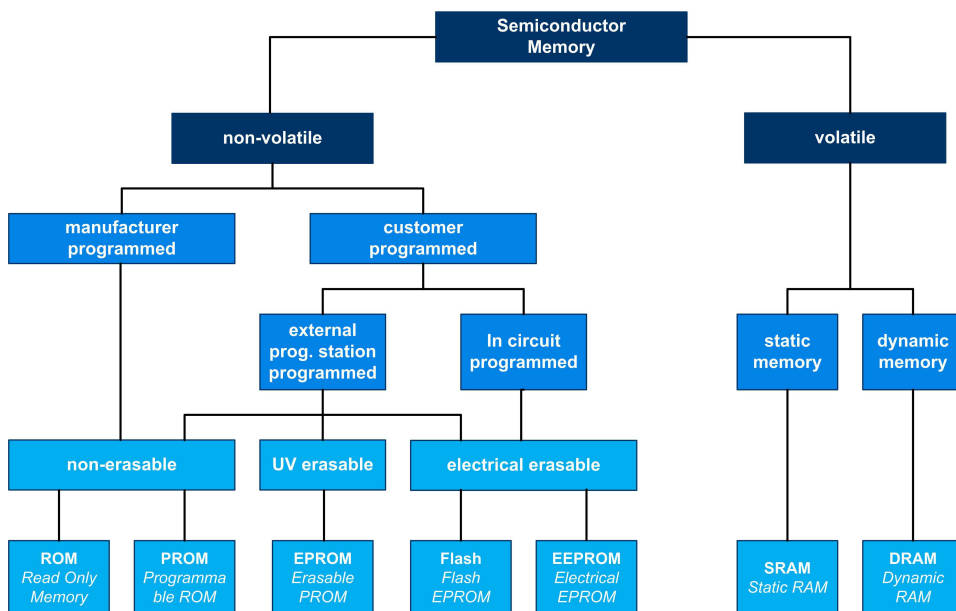 Semiconductor
Memory
non-volatile
volatile
manufacturer
programmed
customer
programmed
external
prog. station
programmed
In circuit
programmed
static
memory
dynamic
memory
non-erasable
UV erasable
electrical erasable
ROM
Read Only
Memory
PROM
Programma
ble ROM
EPROM
Erasable
PROM
Flash
Flash
EPROM
EEPROM
Electrical
EPROM
SRAM
Static RAM
DRAM
Dynamic
RAM